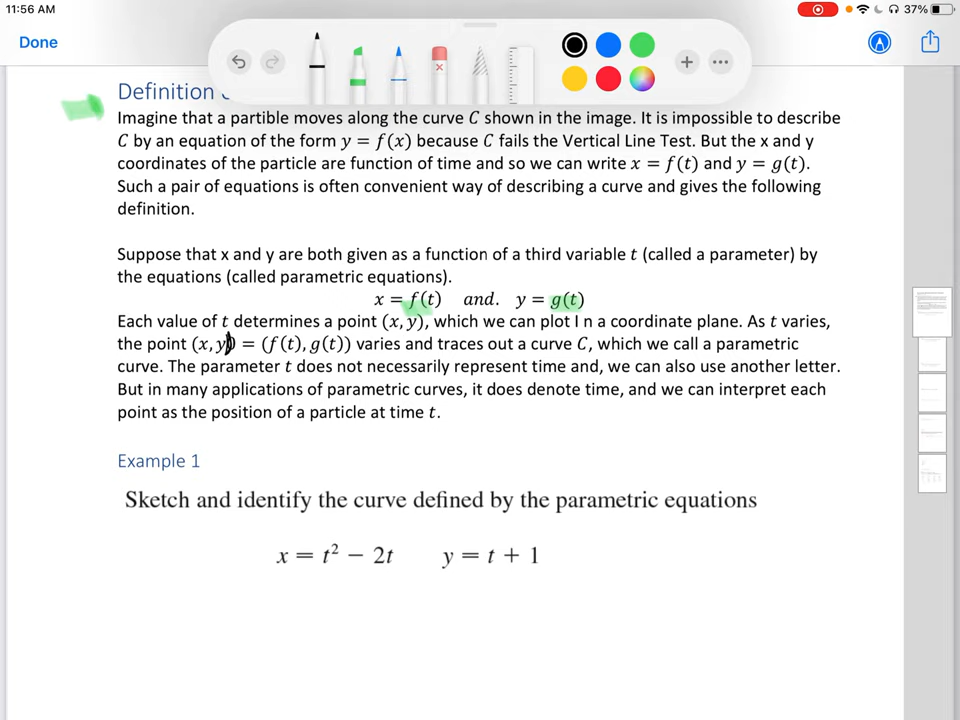 11:56 AM
37%
Done
Definition
Imagine that a partible moves along the curve C shown in the image. It is impossible to describe
C by an equation of the form y = f(x) because C fails the Vertical Line Test. But the x and y
coordinates of the particle are function of time and so we can write x = f(t) and y = g(t).
Such a pair of equations is often convenient way of describing a curve and gives the following
definition.
Suppose that x and y are both given as a function of a third variable t (called a parameter) by
the equations (called parametric equations).
x = f(t) and. y = g(t)
Each value of t determines a point (x, y), which we can plot I n a coordinate plane. As t varies,
the point (x, y) = (f(t), g(t)) varies and traces out a curve C, which we call a parametric
curve. The parameter t does not necessarily represent time and, we can also use another letter.
But in many applications of parametric curves, it does denote time, and we can interpret each
point as the position of a particle at time t.
Example 1
Sketch and identify the curve defined by the parametric equations
x = t² − 2t y = t + 1